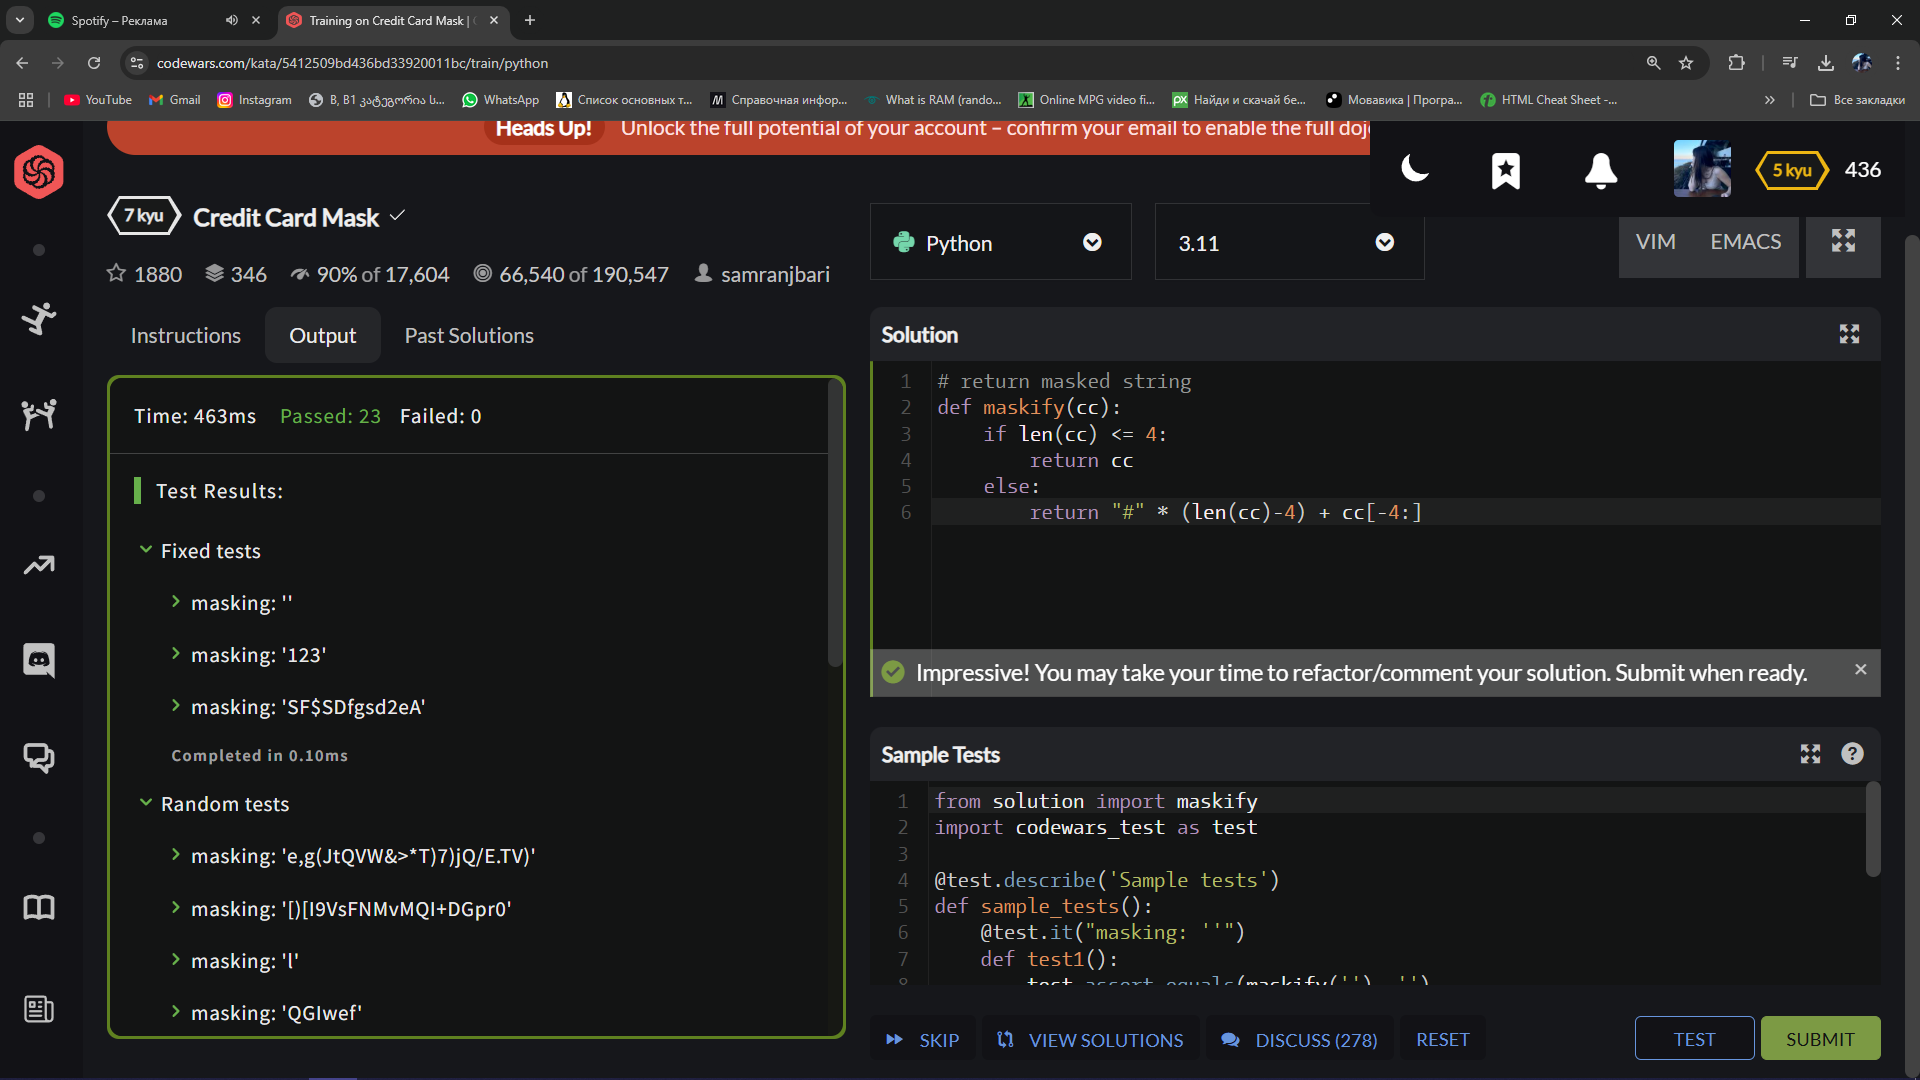 Spotify – Реклама
Training on Credit Card Mask |
codewars.com/kata/5412509bd436bd33920011bc/train/python
YouTube
Gmail
Instagram
B, B1 კატეგორია ს...
WhatsApp
Список основных т...
Справочная инфор...
What is RAM (rando...
Online MPG video fi...
Найди и скачай бе...
Мовавика | Програ...
HTML Cheat Sheet -...
Все закладки
Heads Up! Unlock the full potential of your account – confirm your email to enable the full doj
5 kyu 436
7 kyu Credit Card Mask
1880 346 90% of 17,604 66,540 of 190,547 samranjbari
Python
3.11
VIM EMACS
Instructions Output Past Solutions
Time: 463ms Passed: 23 Failed: 0
Test Results:
Fixed tests
masking: ''
masking: '123'
masking: 'SF$SDfgsd2eA'
Completed in 0.10ms
Random tests
masking: 'e,g(JtQVW&>*T)7)jQ/E.TV)'
masking: '[)[I9VsFNMvMQI+DGpr0'
masking: 'l'
masking: 'QGIwef'
Solution
1 # return masked string
2 def maskify(cc):
3 if len(cc) <= 4:
4 return cc
5 else:
6 return "#" * (len(cc)-4) + cc[-4:]
Impressive! You may take your time to refactor/comment your solution. Submit when ready.
Sample Tests
1 from solution import maskify
2 import codewars_test as test
3
4 @test.describe('Sample tests')
5 def sample_tests():
6 @test.it("masking: ''")
7 def test1():
8 test.assert_equals(maskify(''), '')
SKIP VIEW SOLUTIONS DISCUSS (278) RESET TEST SUBMIT